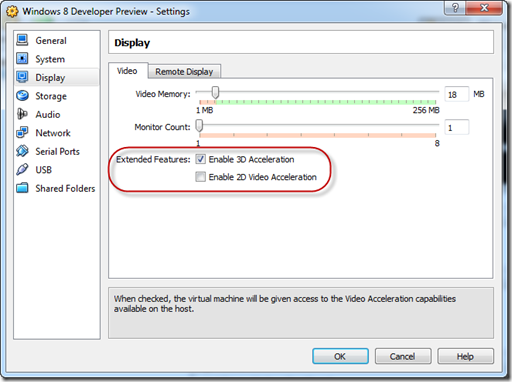 Windows 8 Developer Preview - Settings
General
System
Display
Storage
Audio
Network
Serial Ports
USB
Shared Folders
Display
Video
Remote Display
Video Memory:
18 MB
1 MB
256 MB
Monitor Count:
1
1
8
Extended Features:
Enable 3D Acceleration
Enable 2D Video Acceleration
When checked, the virtual machine will be given access to the Video Acceleration capabilities
available on the host.
OK
Cancel
Help